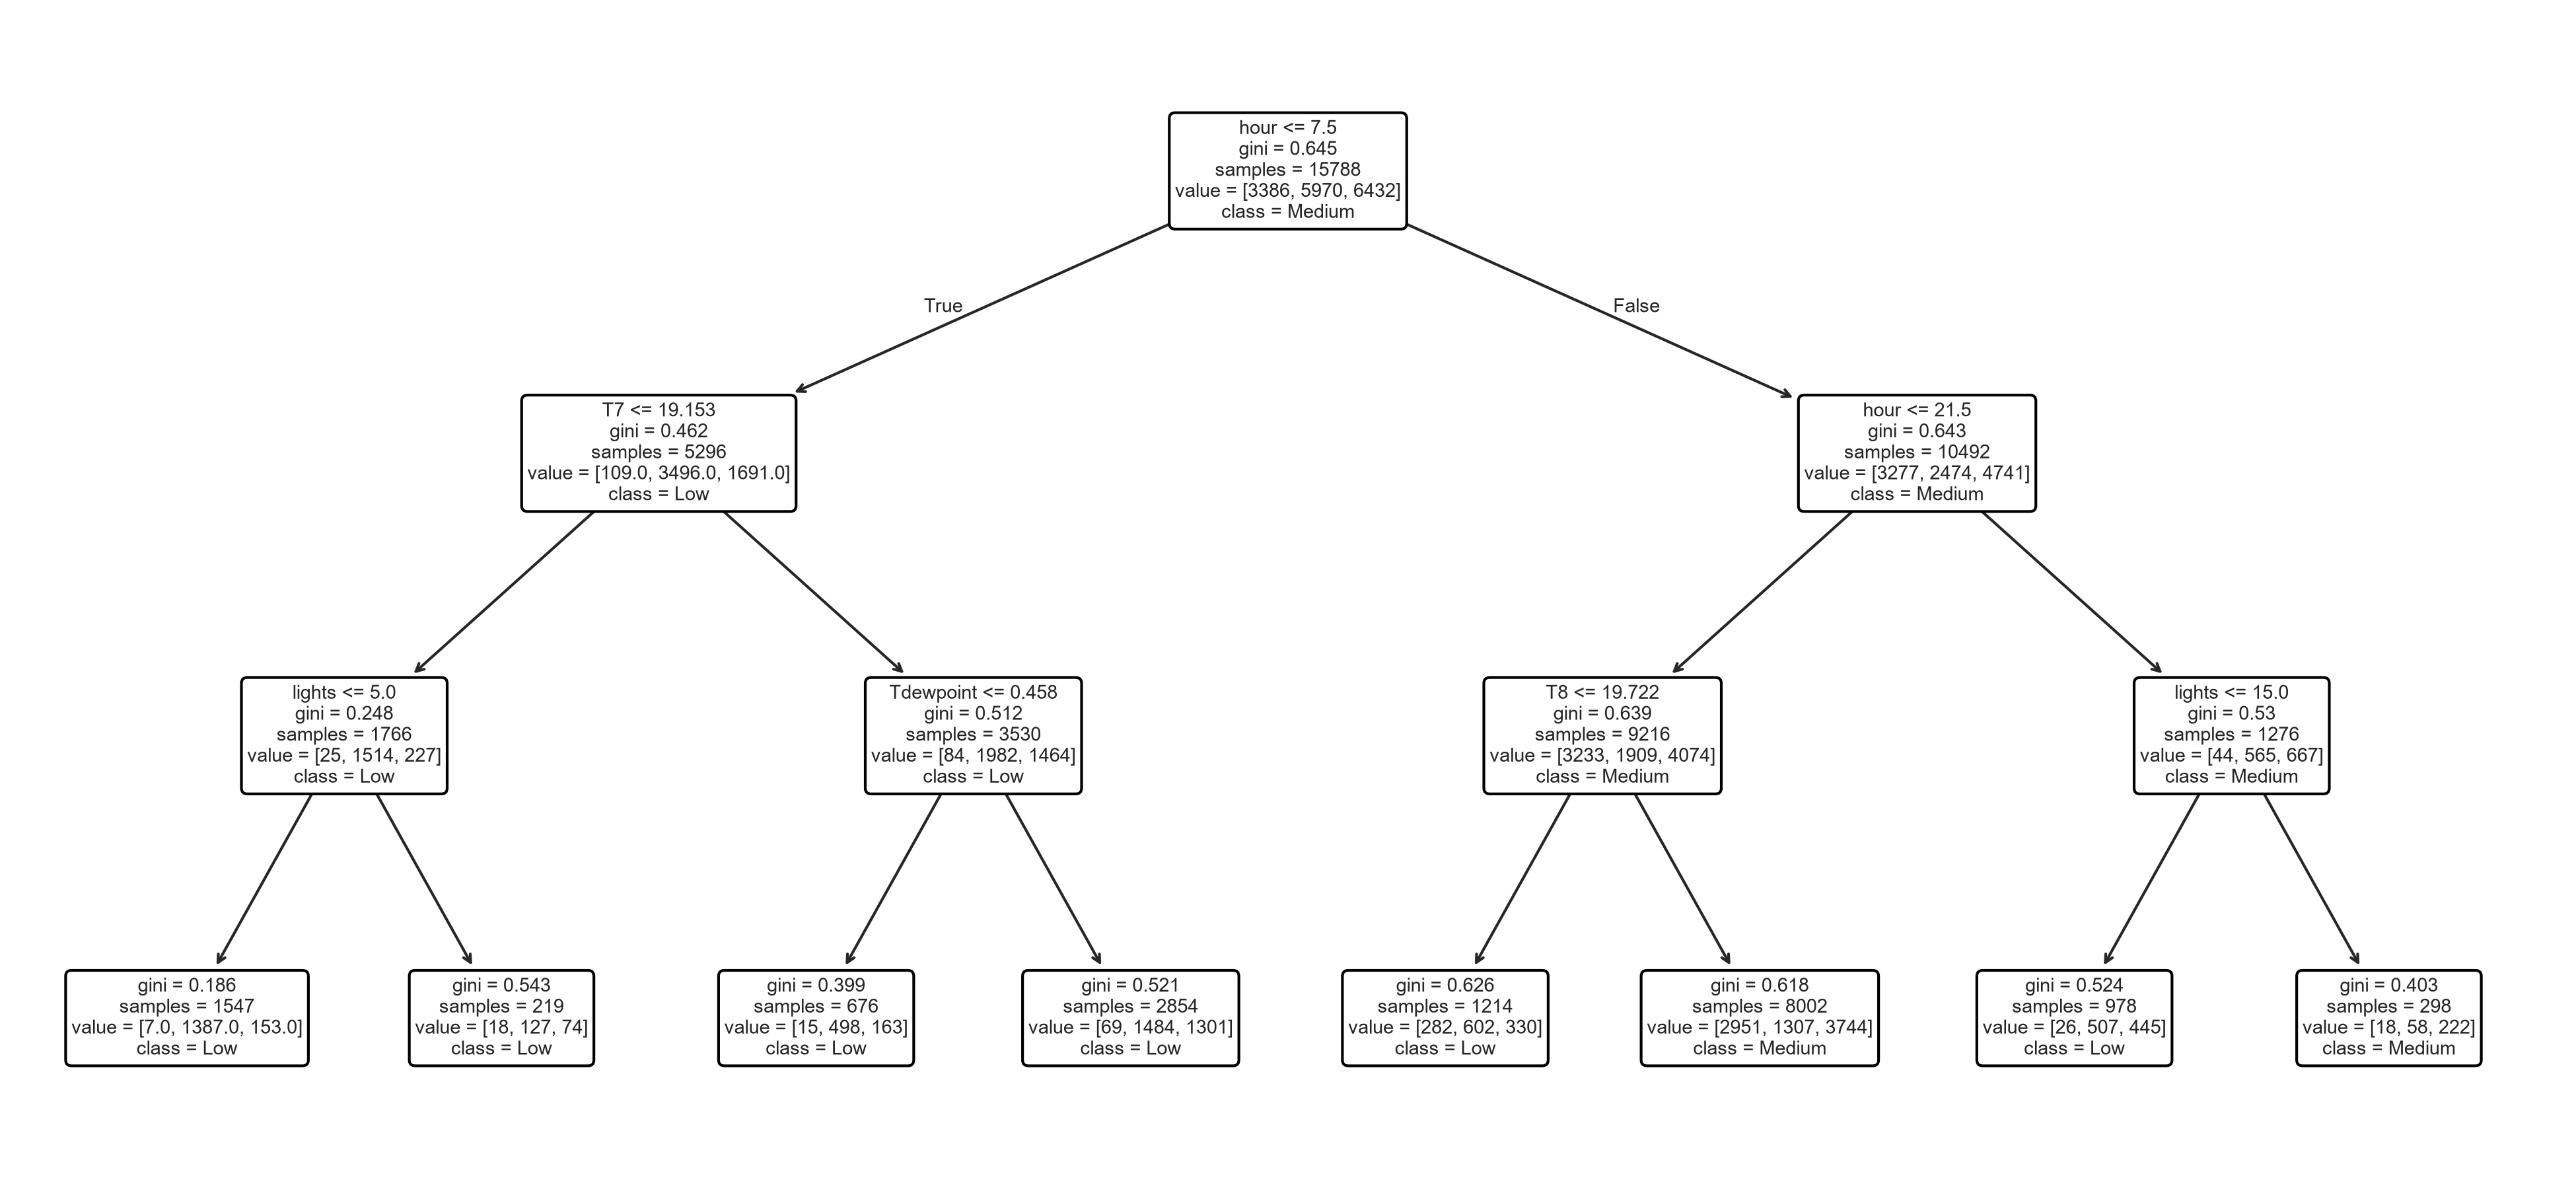 hour <= 7.5
gini = 0.645
samples = 15788
value = [3386, 5970, 6432]
class = Medium
True
False
T7 <= 19.153
gini = 0.462
samples = 5296
value = [109.0, 3496.0, 1691.0]
class = Low
hour <= 21.5
gini = 0.643
samples = 10492
value = [3277, 2474, 4741]
class = Medium
lights <= 5.0
gini = 0.248
samples = 1766
value = [25, 1514, 227]
class = Low
Tdewpoint <= 0.458
gini = 0.512
samples = 3530
value = [84, 1982, 1464]
class = Low
T8 <= 19.722
gini = 0.639
samples = 9216
value = [3233, 1909, 4074]
class = Medium
lights <= 15.0
gini = 0.53
samples = 1276
value = [44, 565, 667]
class = Medium
gini = 0.186
samples = 1547
value = [7.0, 1387.0, 153.0]
class = Low
gini = 0.543
samples = 219
value = [18, 127, 74]
class = Low
gini = 0.399
samples = 676
value = [15, 498, 163]
class = Low
gini = 0.521
samples = 2854
value = [69, 1484, 1301]
class = Low
gini = 0.626
samples = 1214
value = [282, 602, 330]
class = Low
gini = 0.618
samples = 8002
value = [2951, 1307, 3744]
class = Medium
gini = 0.524
samples = 978
value = [26, 507, 445]
class = Low
gini = 0.403
samples = 298
value = [18, 58, 222]
class = Medium